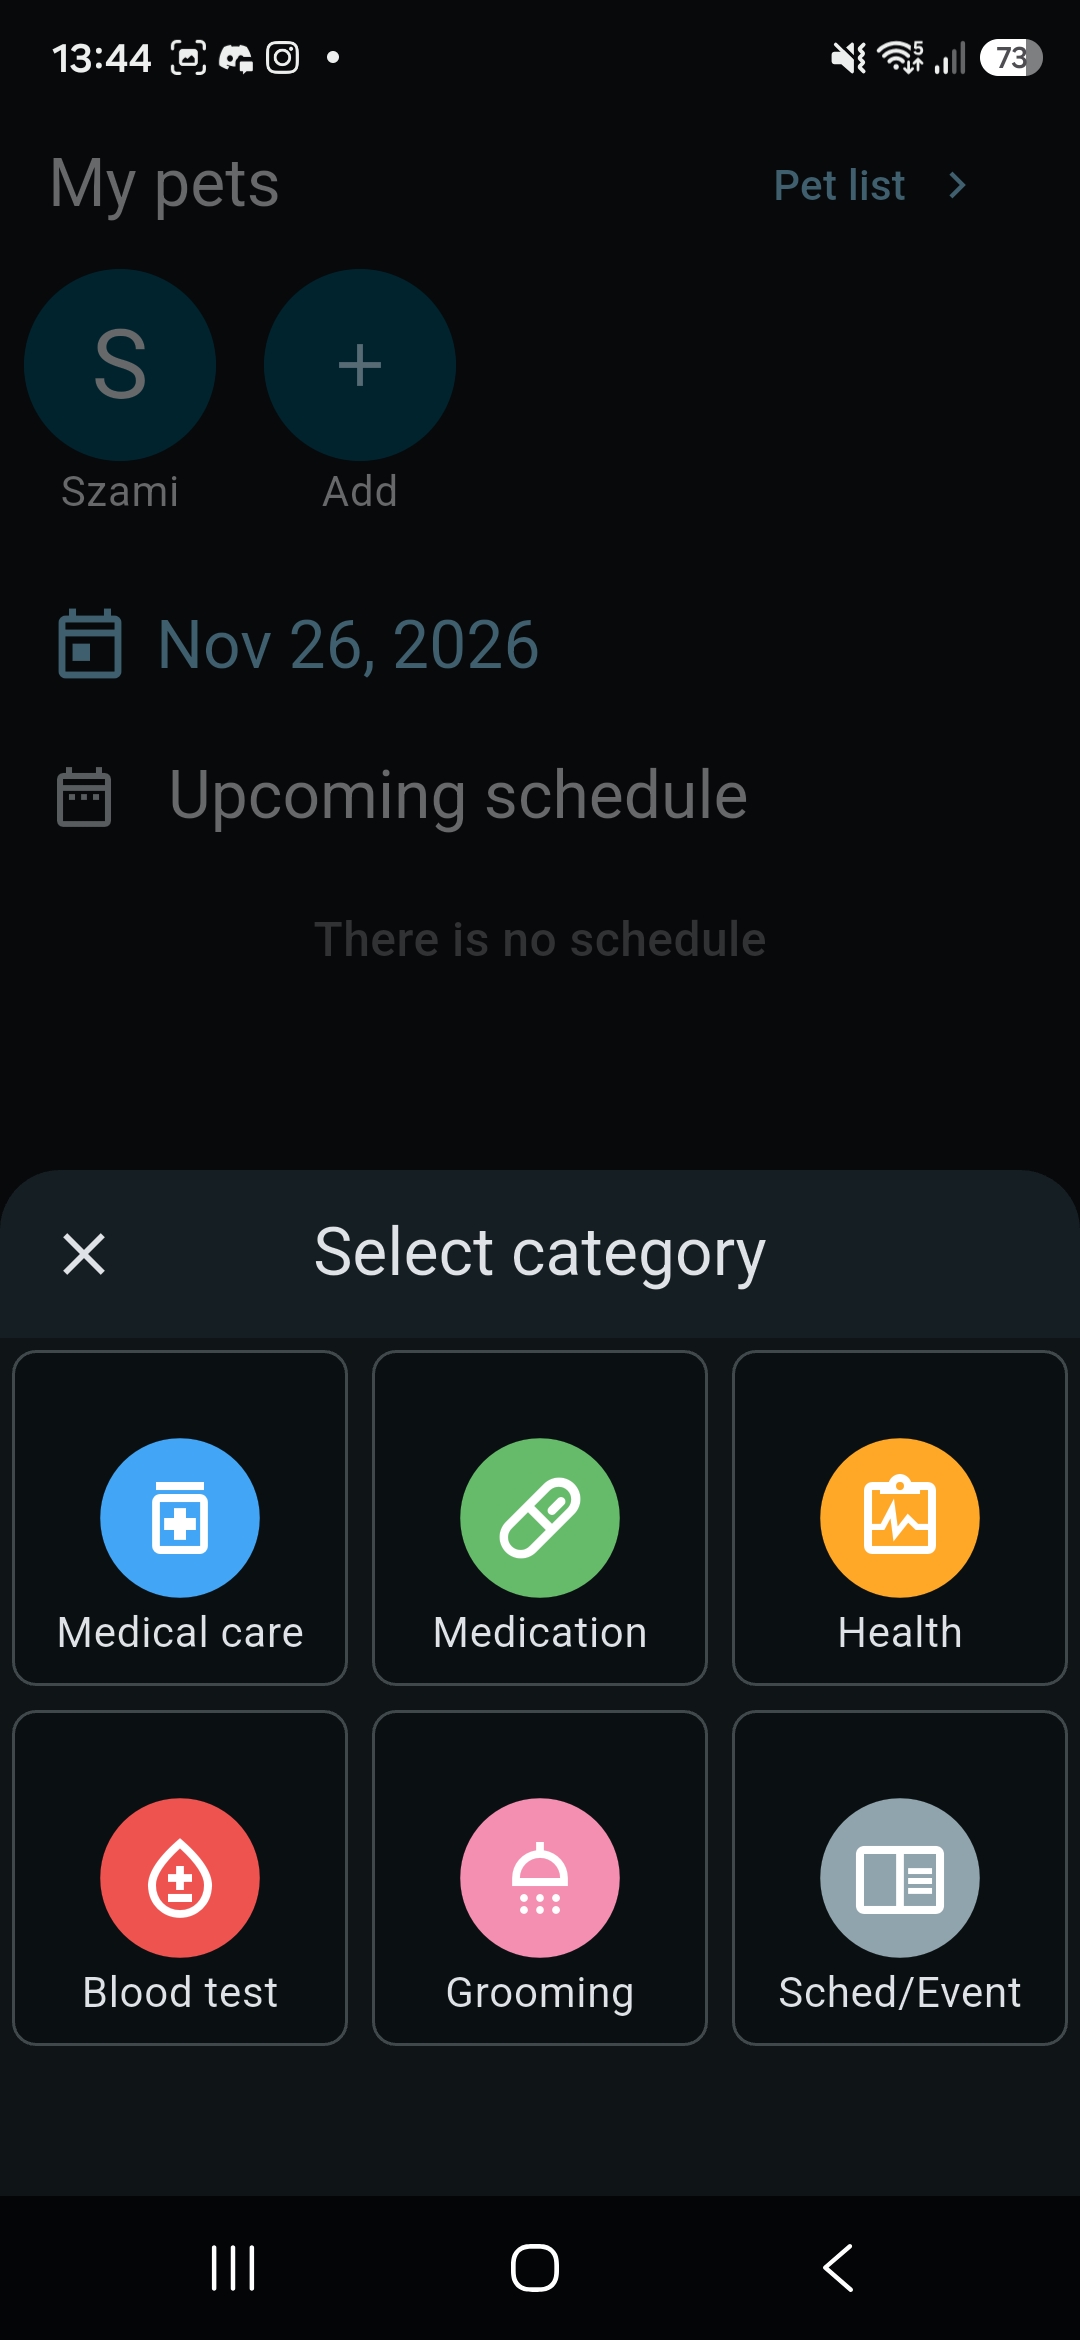 13:44
5
73
My pets
Pet list
S
Szami
Add
Nov 26, 2026
Upcoming schedule
There is no schedule
Select category
Medical care
Medication
Health
Blood test
Grooming
Sched/Event